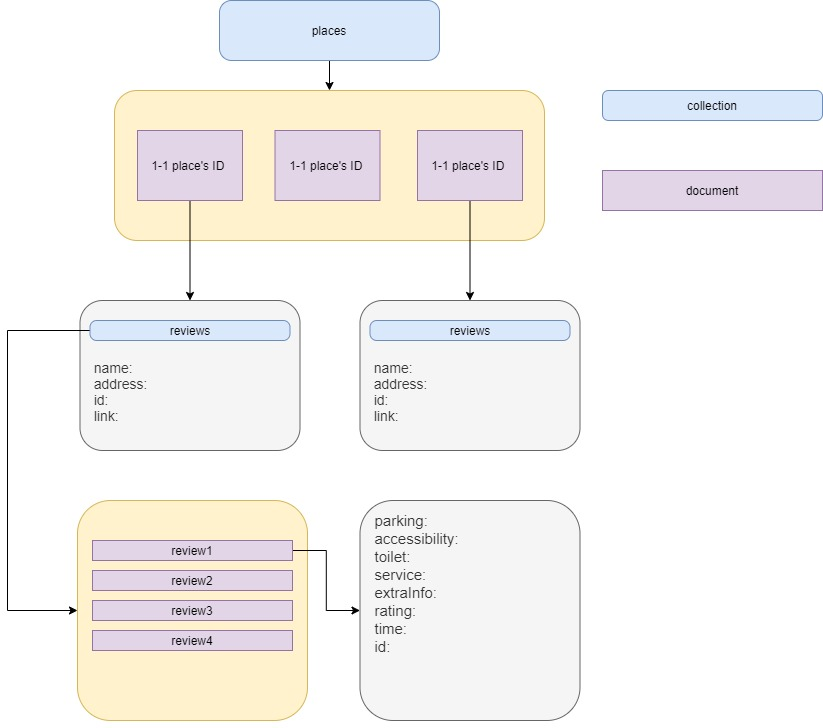 places
collection
1-1 place's ID
1-1 place's ID
1-1 place's ID
document
reviews
name:
address:
id:
link:
reviews
name:
address:
id:
link:
review1
review2
review3
review4
parking:
accessibility:
toilet:
service:
extraInfo:
rating:
time:
id: